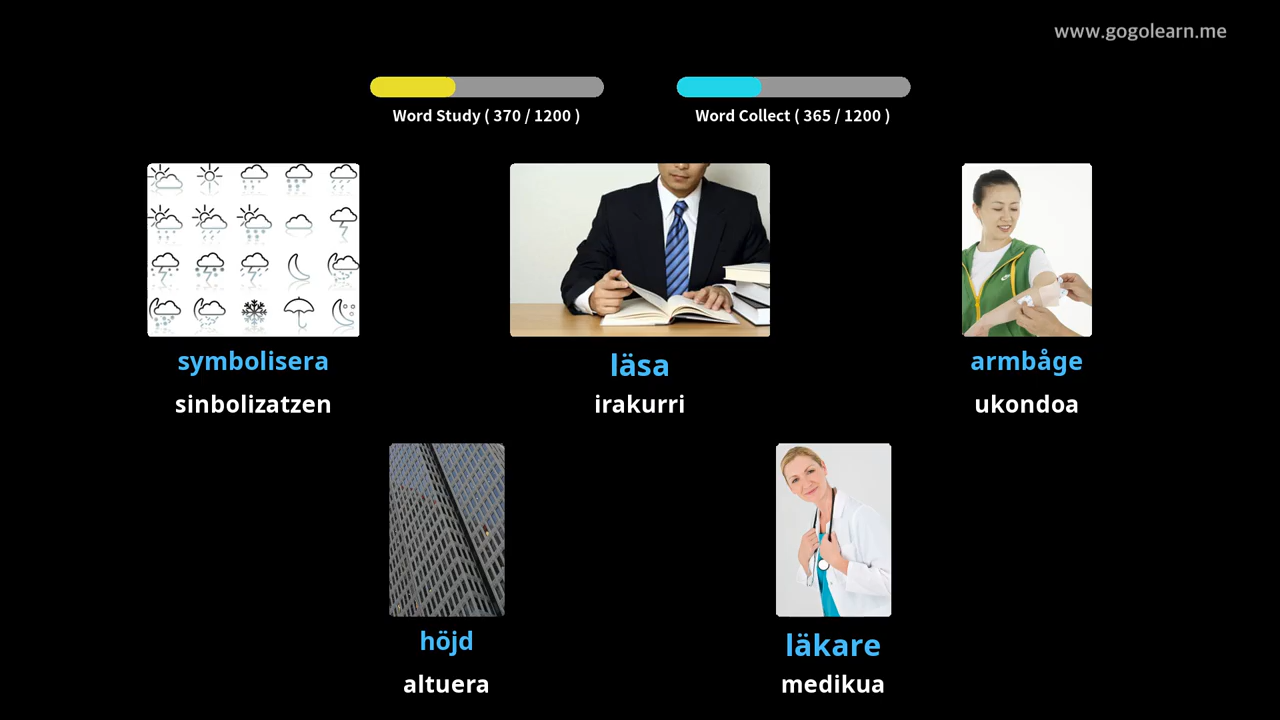 www.gogolearn.me
Word Study ( 370 / 1200 )
Word Collect ( 365 / 1200 )
symbolisera
sinbolizatzen
läsa
irakurri
armbåge
ukondoa
höjd
altuera
läkare
medikua